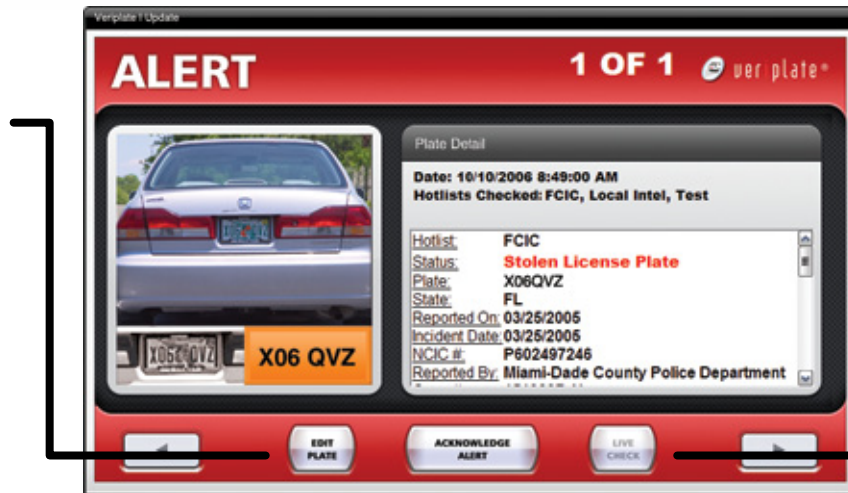 Veriplate | Update
ALERT
1 OF 1
veriplate®
Plate Detail
Date: 10/10/2006 8:49:00 AM
Hotlists Checked: FCIC, Local Intel, Test
Hotlist: FCIC
Status: Stolen License Plate
Plate: X06QVZ
State: FL
Reported On: 03/25/2005
Incident Date: 03/25/2005
NCIC #: P602497246
Reported By: Miami-Dade County Police Department
X06 QVZ
X06 QVZ
EDIT
PLATE
ACKNOWLEDGE
ALERT
LIVE
CHECK